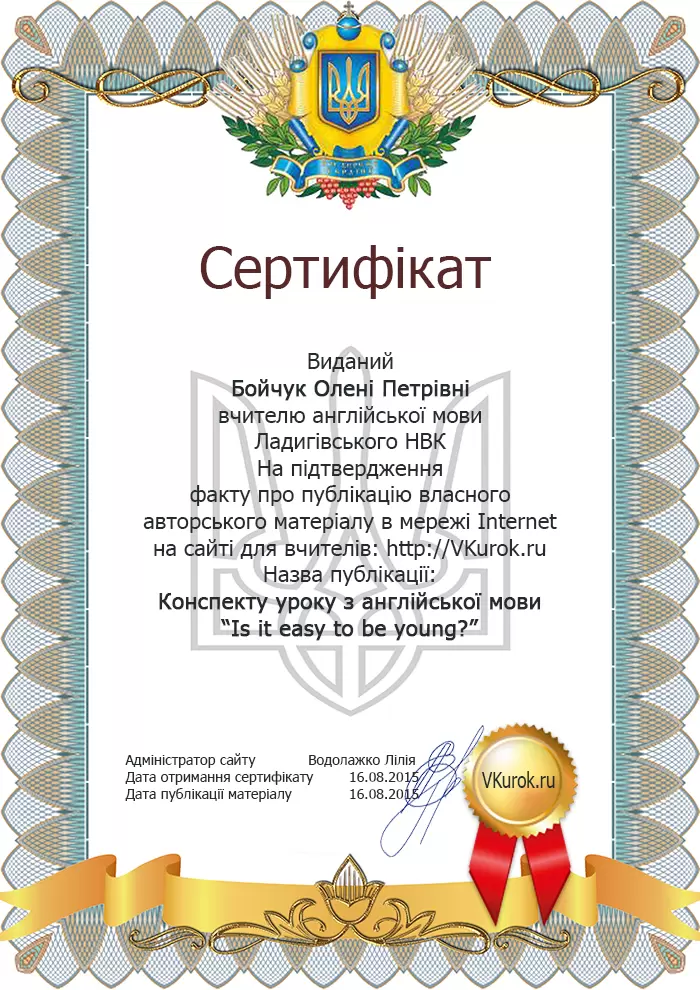 Сертифікат
Виданий
Бойчук Олені Петрівні
вчителю англійської мови
Ладигівського НВК
На підтвердження
факту про публікацію власного
авторського матеріалу в мережі Internet
на сайті для вчителів: http://VKurok.ru
Назва публікації:
Конспекту уроку з англійської мови
“Is it easy to be young?”
Адміністратор сайту Водолажко Лілія
Дата отримання сертифікату 16.08.2015
Дата публікації матеріалу 16.08.2015
VKurok.ru